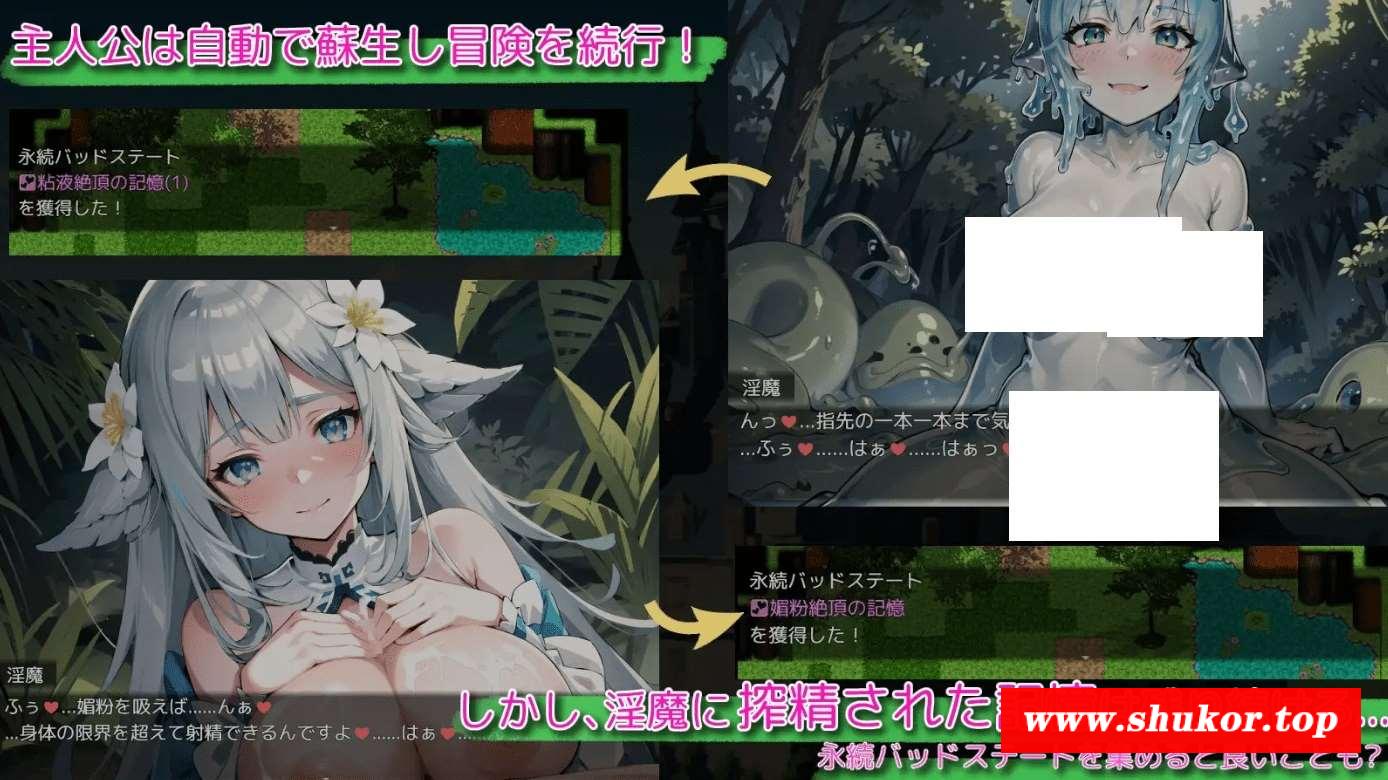 主人公は自動で蘇生し冒険を続行！
永続バッドステート
粘液絶頂の記憶(1)
を獲得した！
淫魔
んっ❤…指先の一本一本まで気
…ふぅ❤……はぁ❤……はぁっ❤
永続バッドステート
媚粉絶頂の記憶
を獲得した！
淫魔
ふぅ❤…媚粉を吸えば……んぁ❤
…身体の限界を超えて射精できるんですよ❤……はぁ❤……
しかし、淫魔に搾精された
www.shukor.top
永続バッドステートを集めると良いことも?